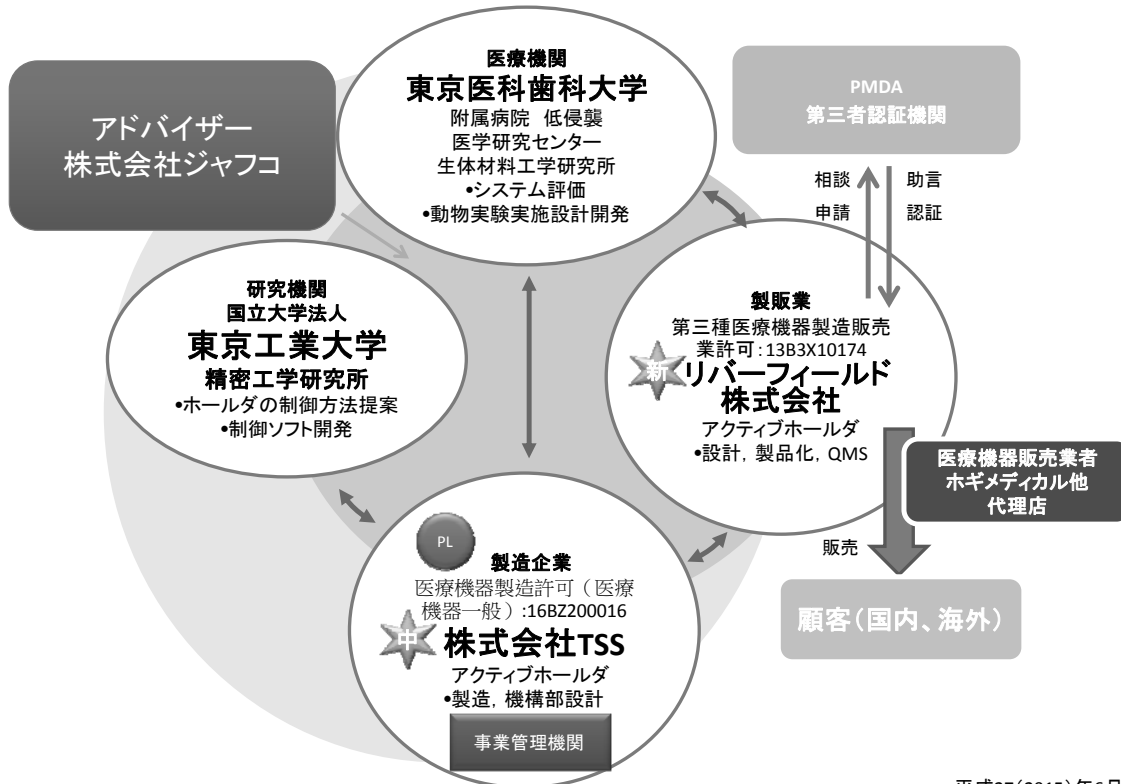 アドバイザー
株式会社ジャフコ
医療機関
東京医科歯科大学
附属病院 低侵襲
医学研究センター
生体材料工学研究所
•システム評価
•動物実験実施設計開発
PMDA
第三者認証機関
相談
申請
助言
認証
研究機関
国立大学法人
東京工業大学
精密工学研究所
•ホールダの制御方法提案
•制御ソフト開発
製販業
第三種医療機器製造販売
業許可:13B3X10174
新
リバーフィールド
株式会社
アクティブホールダ
•設計, 製品化, QMS
医療機器販売業者
ホギメディカル他
代理店
販売
顧客(国内、海外)
PL
製造企業
医療機器製造許可(医療
機器一般):16BZ200016
中
株式会社TSS
アクティブホールダ
•製造, 機構部設計
事業管理機関